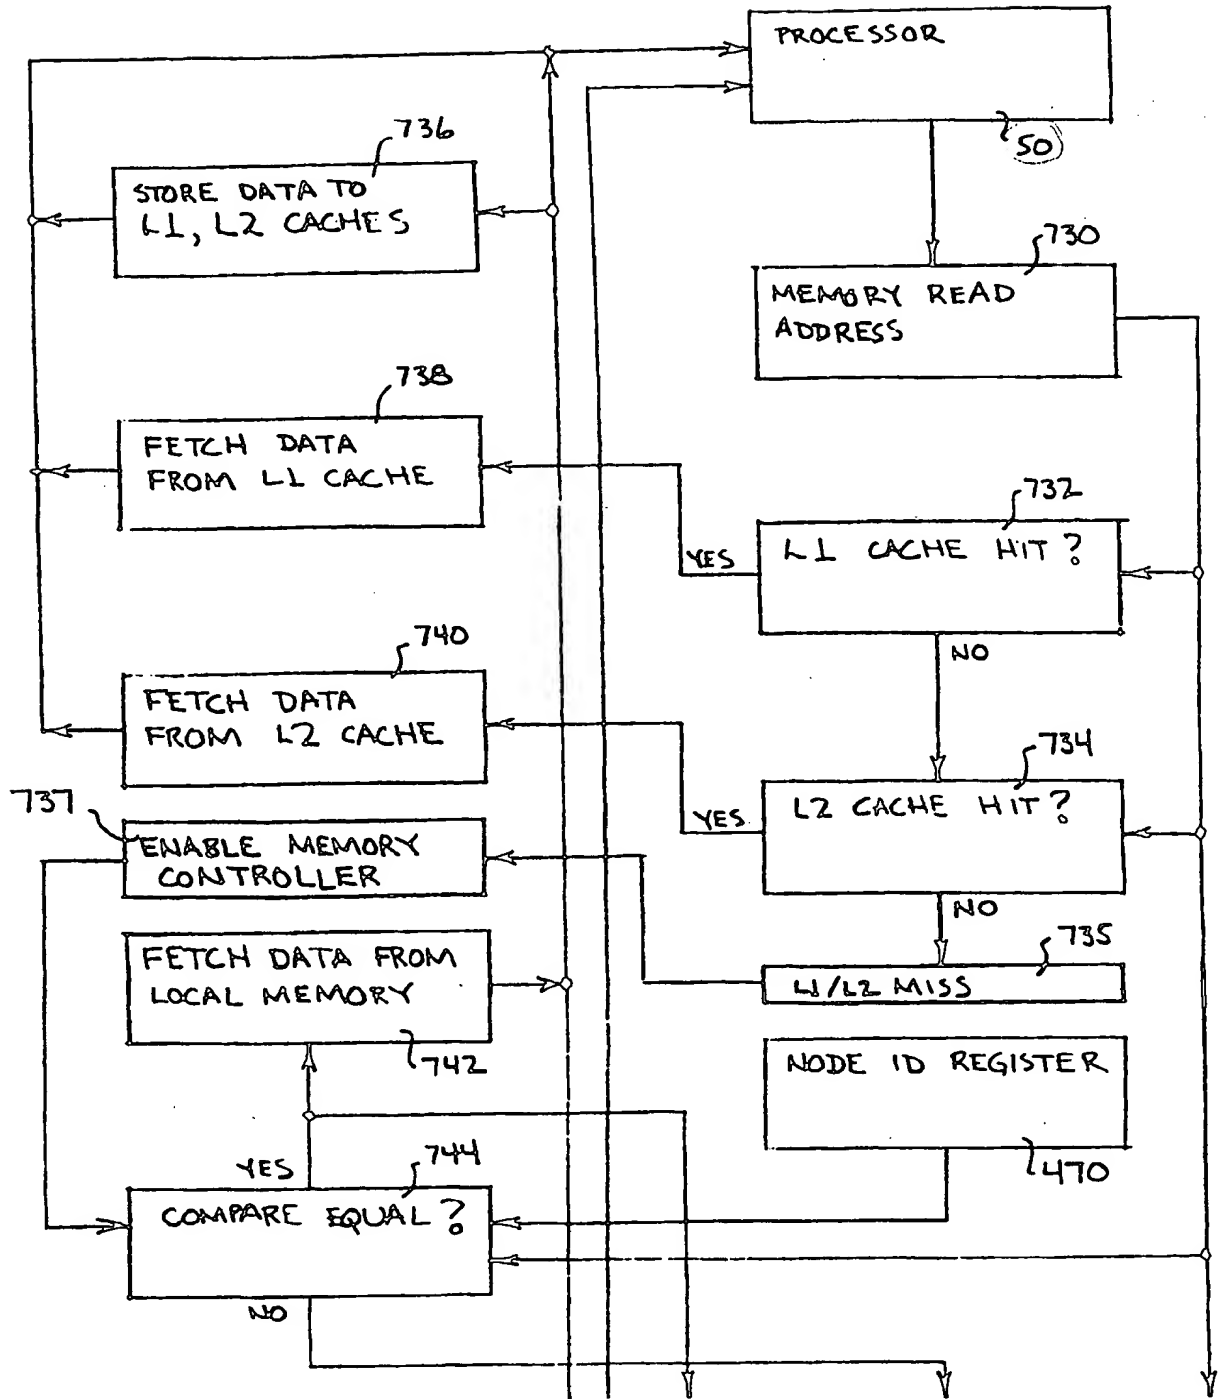 PROCESSOR
50
736
STORE DATA TO
L1, L2 CACHES
730
MEMORY READ
ADDRESS
738
FETCH DATA
FROM L1 CACHE
732
L1 CACHE HIT?
YES
NO
740
FETCH DATA
FROM L2 CACHE
734
L2 CACHE HIT?
YES
NO
737
ENABLE MEMORY
CONTROLLER
735
L1/L2 MISS
FETCH DATA FROM
LOCAL MEMORY
742
NODE ID REGISTER
470
YES
744
COMPARE EQUAL?
NO